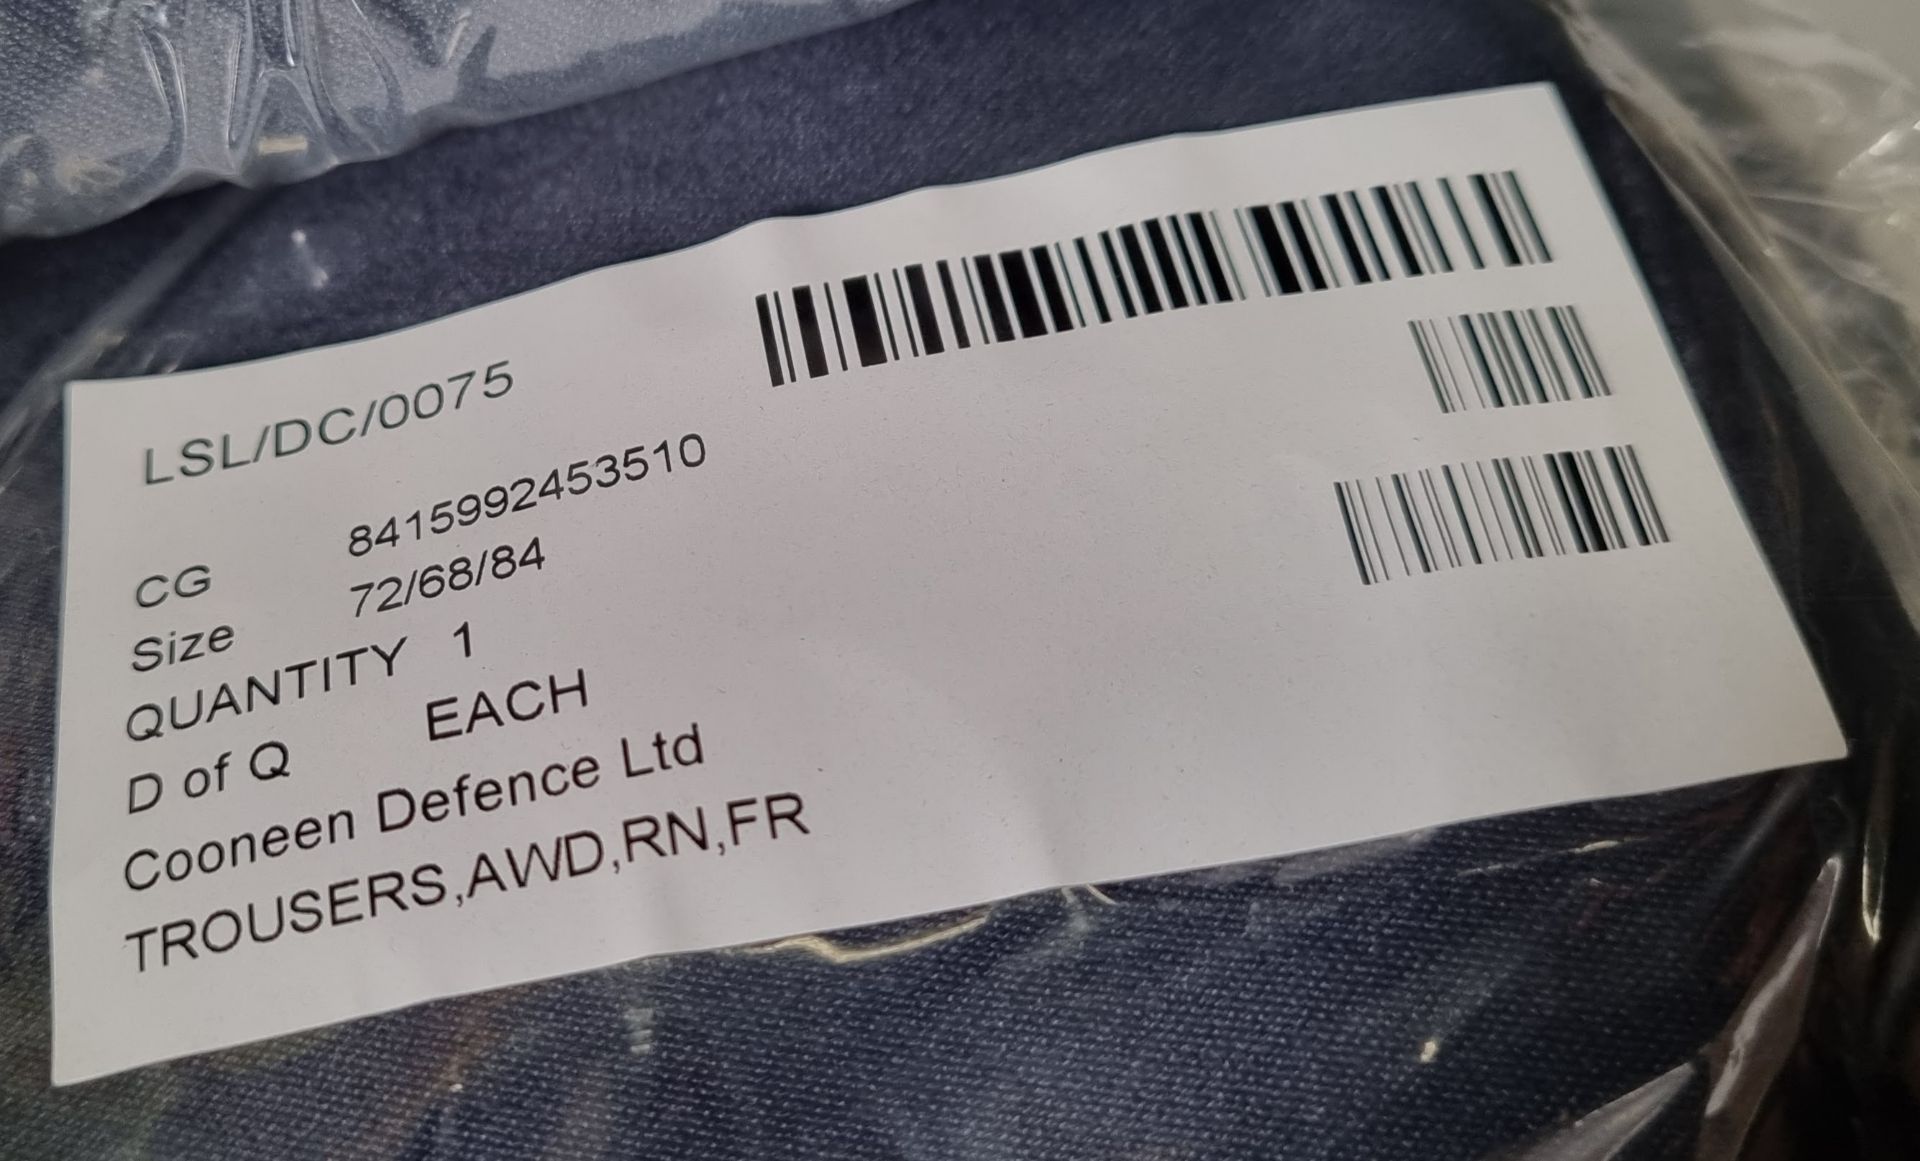 LSL/DC/0075
CG 8415992453510
Size 72/68/84
QUANTITY 1
D of Q EACH
Cooneen Defence Ltd
TROUSERS,AWD,RN,FR